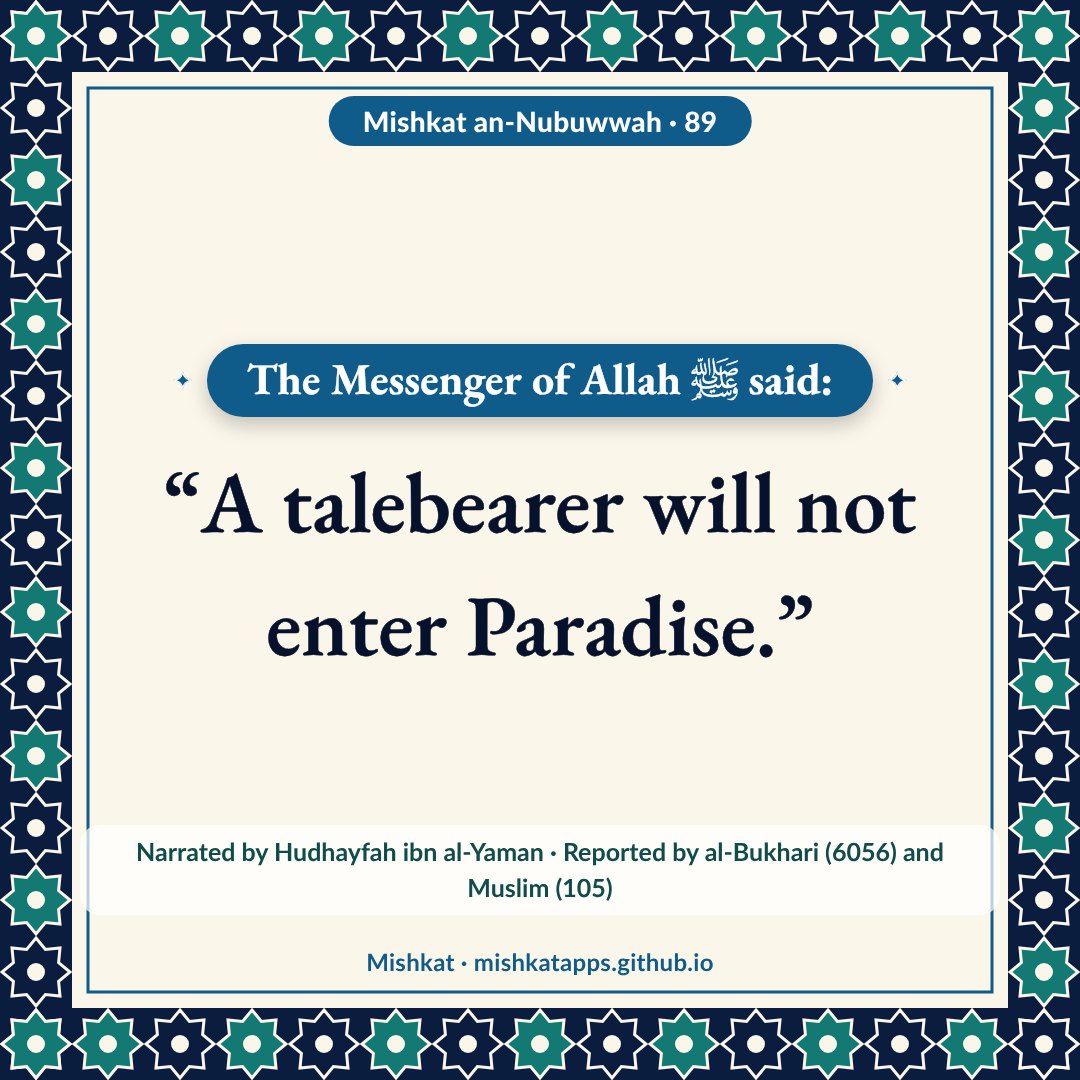 Mishkat an-Nubuwwah · 89
The Messenger of Allah ﷺ said:
“A talebearer will not
enter Paradise.”
Narrated by Hudhayfah ibn al-Yaman · Reported by al-Bukhari (6056) and
Muslim (105)
Mishkat · mishkatapps.github.io